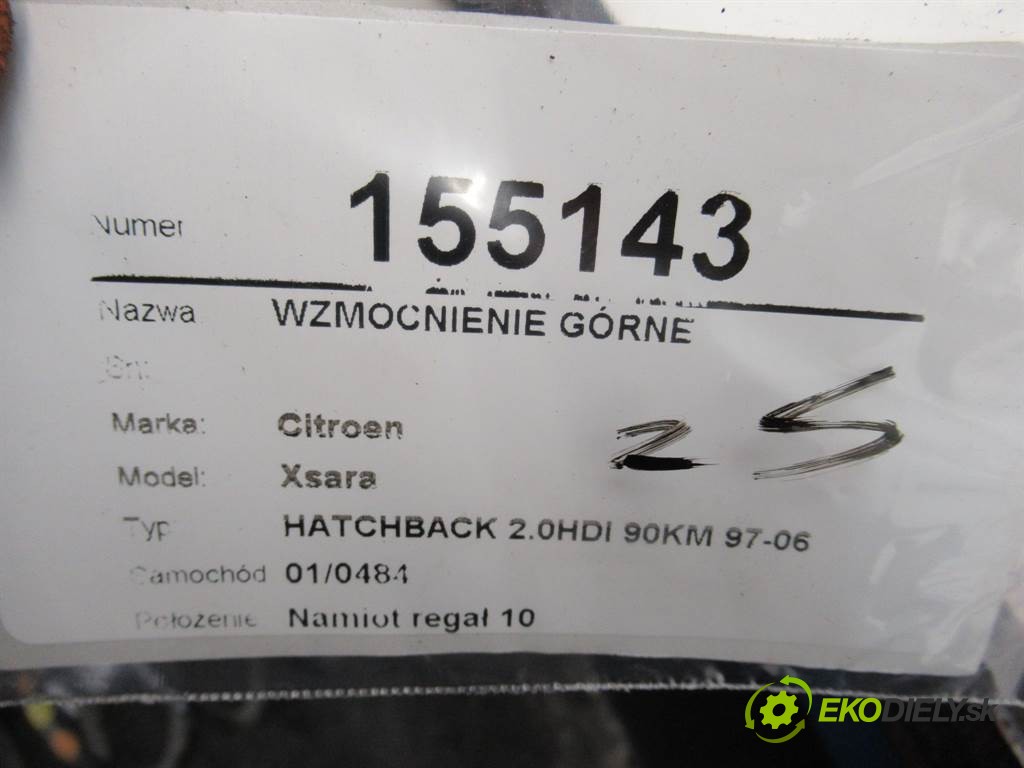 Numer 155143
Nazwa WZMOCNIENIE GÓRNE
Marka: Citroen
25
Model: Xsara
Typ HATCHBACK 2.0HDI 90KM 97-06
Samochód 01/0484
Położenie Namiot regał 10
EKODIELY.sk